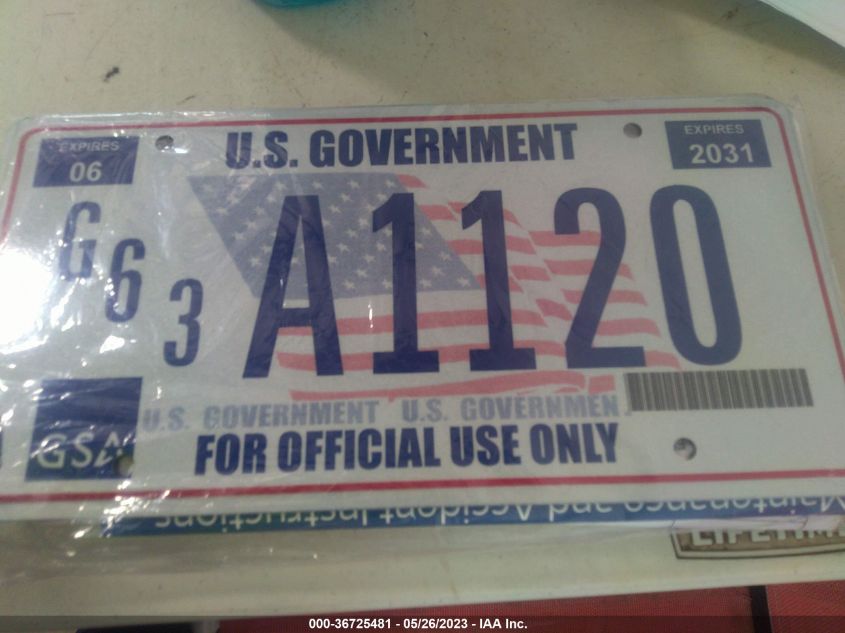 EXPIRES
06
U.S. GOVERNMENT
EXPIRES
2031
G63 A1120
GSA
U.S. GOVERNMENT U.S. GOVERNMEN
FOR OFFICIAL USE ONLY
Maintenance and Accident Instructions
LIFETIM
000-36725481 - 05/26/2023 - IAA Inc.